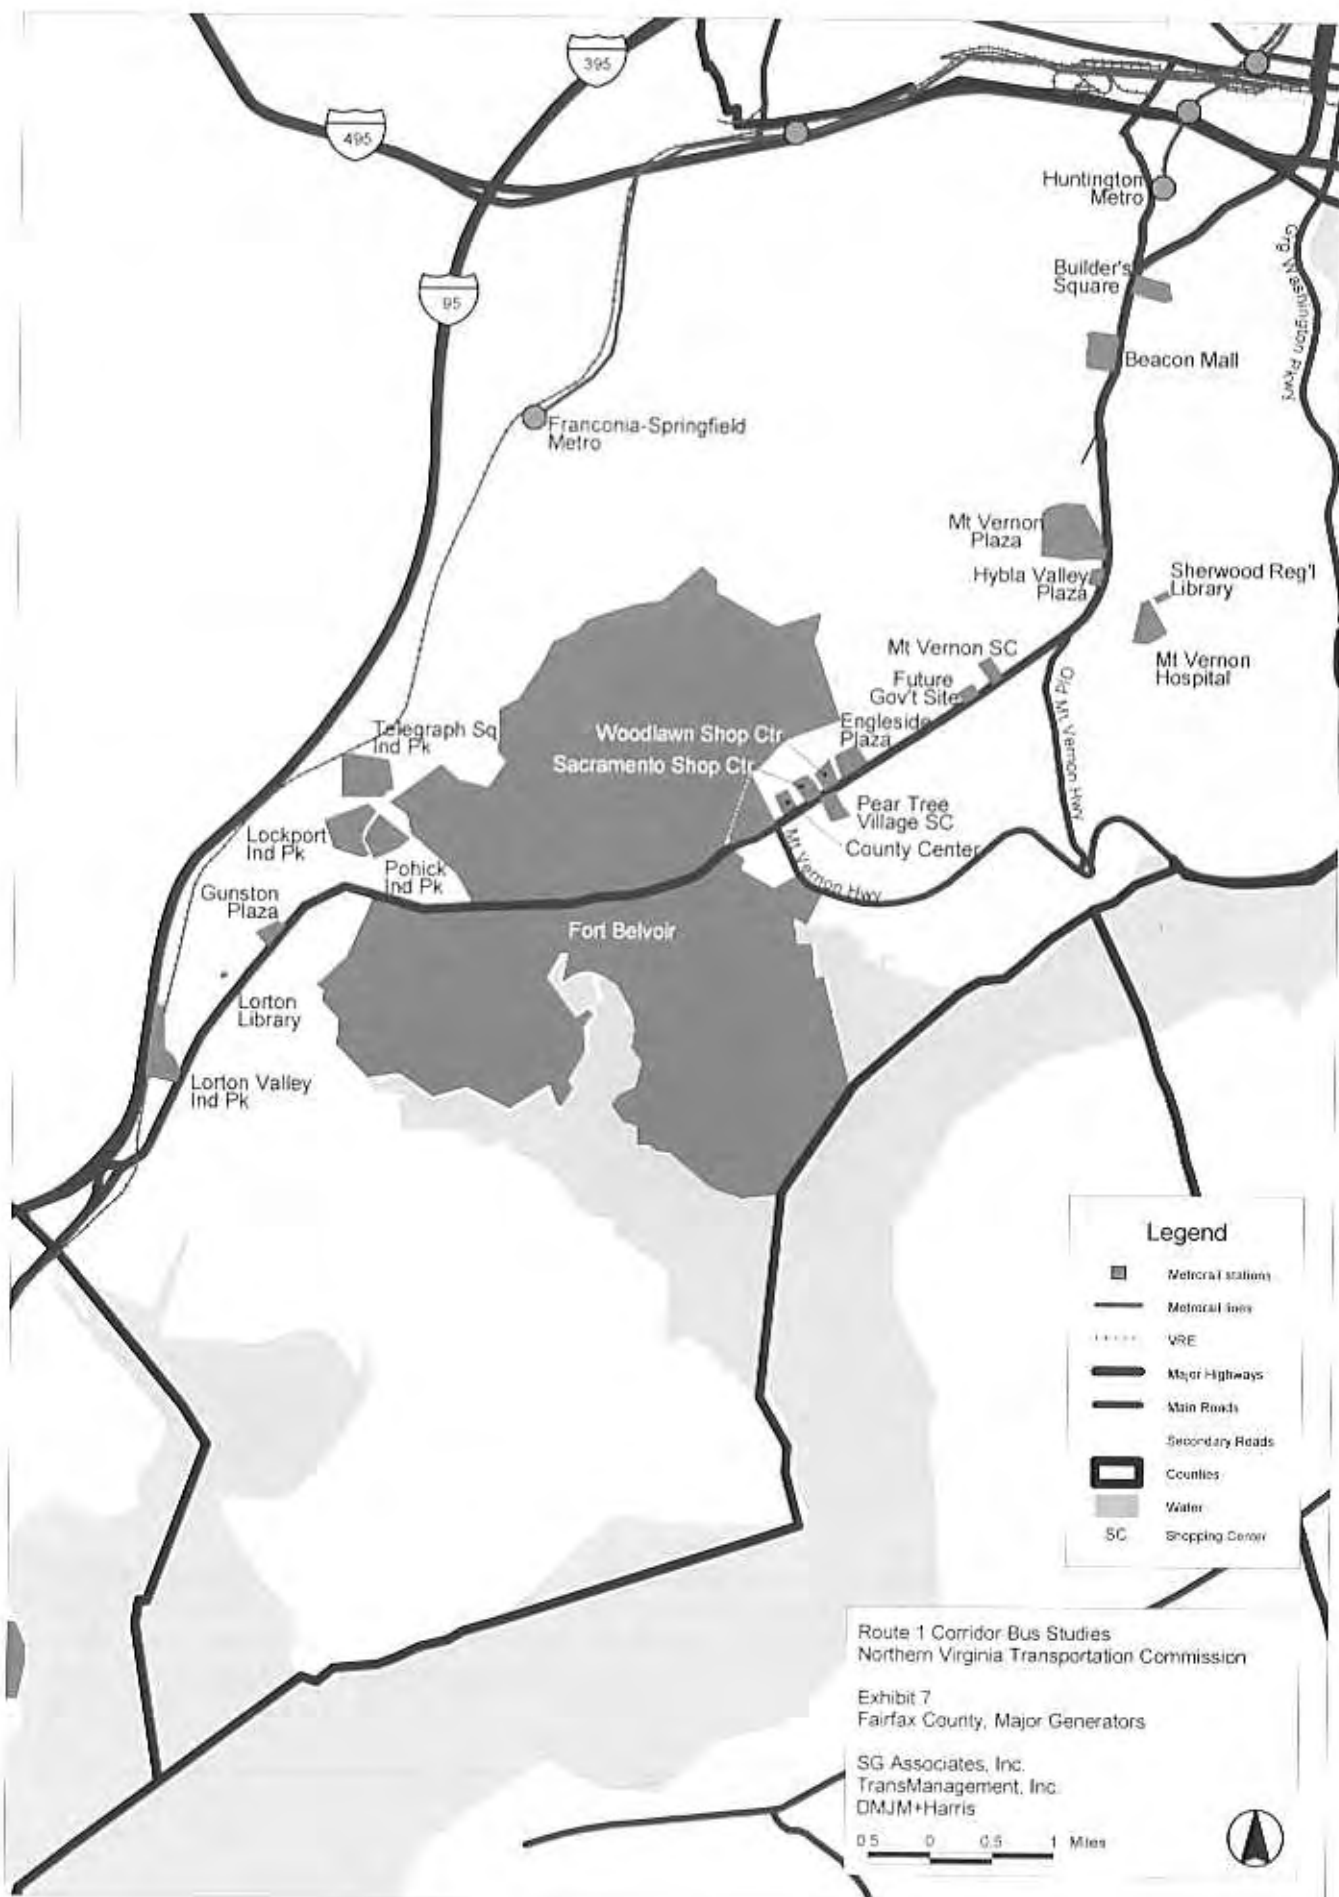 395
495
Huntington
Metro
95
Builder's
Square
Grg Washington Pkwy
Beacon Mall
Franconia-Springfield
Metro
Mt Vernon
Plaza
Hybla Valley
Plaza
Sherwood Reg'l
Library
Mt Vernon SC
Mt Vernon
Hospital
Future
Gov't Site
Old Mt. Vernon Hwy
Engleside
Plaza
Telegraph Sq
Ind Pk
Woodlawn Shop Ctr
Sacramento Shop Ctr
Pear Tree
Village SC
Lockport
Ind Pk
County Center
Mt Vernon Hwy
Pohick
Ind Pk
Gunston
Plaza
Fort Belvoir
Lorton
Library
Lorton Valley
Ind Pk
Legend
Metrorail stations
Metrorail lines
VRE
Major Highways
Main Roads
Secondary Roads
Counties
Water
SC Shopping Center
Route 1 Corridor Bus Studies
Northern Virginia Transportation Commission
Exhibit 7
Fairfax County, Major Generators
SG Associates, Inc.
TransManagement, Inc.
DMJM+Harris
0.5 0 0.5 1 Miles